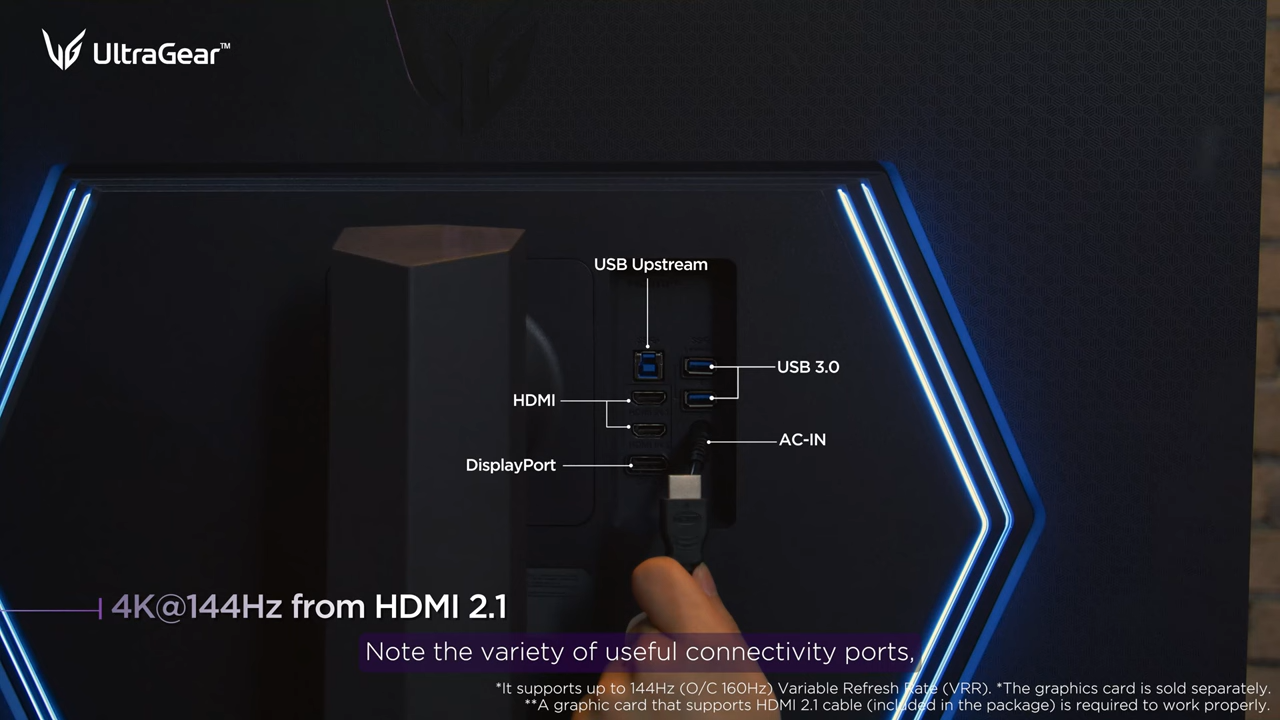 UltraGear™
USB Upstream
USB 3.0
HDMI
AC-IN
DisplayPort
4K@144Hz from HDMI 2.1
Note the variety of useful connectivity ports,
*It supports up to 144Hz (O/C 160Hz) Variable Refresh Rate (VRR). *The graphics card is sold separately.
**A graphic card that supports HDMI 2.1 cable (included in the package) is required to work properly.